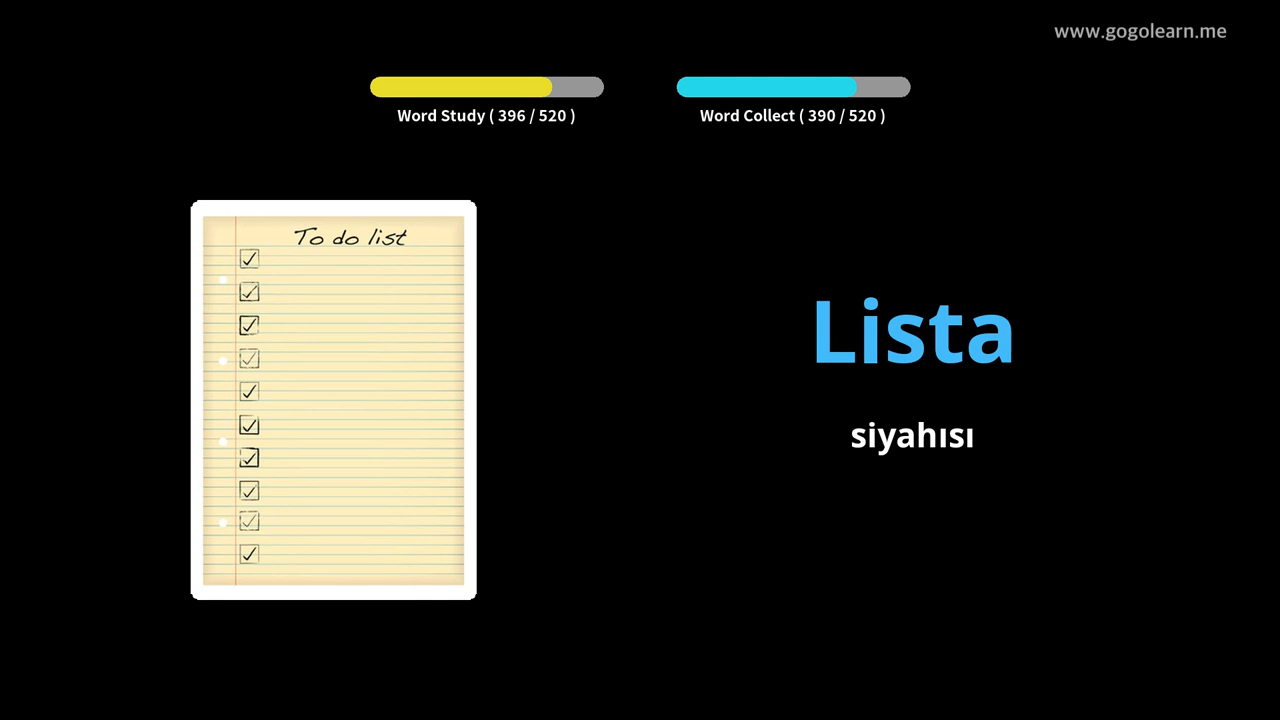 www.gogolearn.me
Word Study ( 396 / 520 )
Word Collect ( 390 / 520 )
To do list
Lista
siyahısı